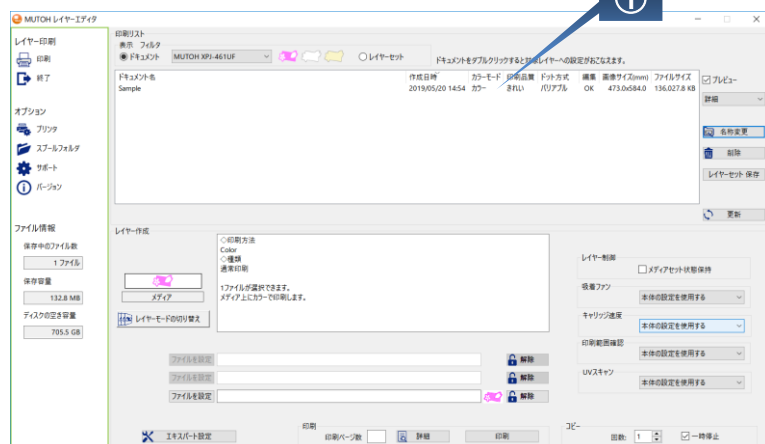 ①
MUTOH レイヤーエディタ
レイヤー印刷
印刷
終了
オプション
プリンタ
スプールフォルダ
サポート
バージョン
ファイル情報
保存中のファイル数
1 ファイル
保存容量
132.8 MB
ディスクの空き容量
705.5 GB
印刷リスト
表示 フィルタ
ドキュメント
MUTOH XPJ-461UF
レイヤーセット
ドキュメントをダブルクリックすると対象レイヤーへの設定がおこなえます。
ドキュメント名 作成日時 カラーモード 印刷品質 ドット方式 編集 画像サイズ(mm) ファイルサイズ
Sample 2019/05/20 14:54 カラー きれい バリアブル OK 473.0x584.0 136,027.8 KB
プレビュー
詳細
名称変更
削除
レイヤーセット 保存
更新
レイヤー作成
メディア
レイヤーモードの切り替え
◇印刷方法
Color
◇種類
通常印刷
1ファイルが選択できます。
メディア上にカラーで印刷します。
ファイルを設定 解除
ファイルを設定 解除
ファイルを設定 解除
レイヤー制御
メディアセット状態保持
吸着ファン
本体の設定を使用する
キャリッジ速度
本体の設定を使用する
印刷範囲確認
本体の設定を使用する
UVスキャン
本体の設定を使用する
エキスパート設定
印刷
印刷ページ数 詳細 印刷
コピー
回数: 1 一時停止